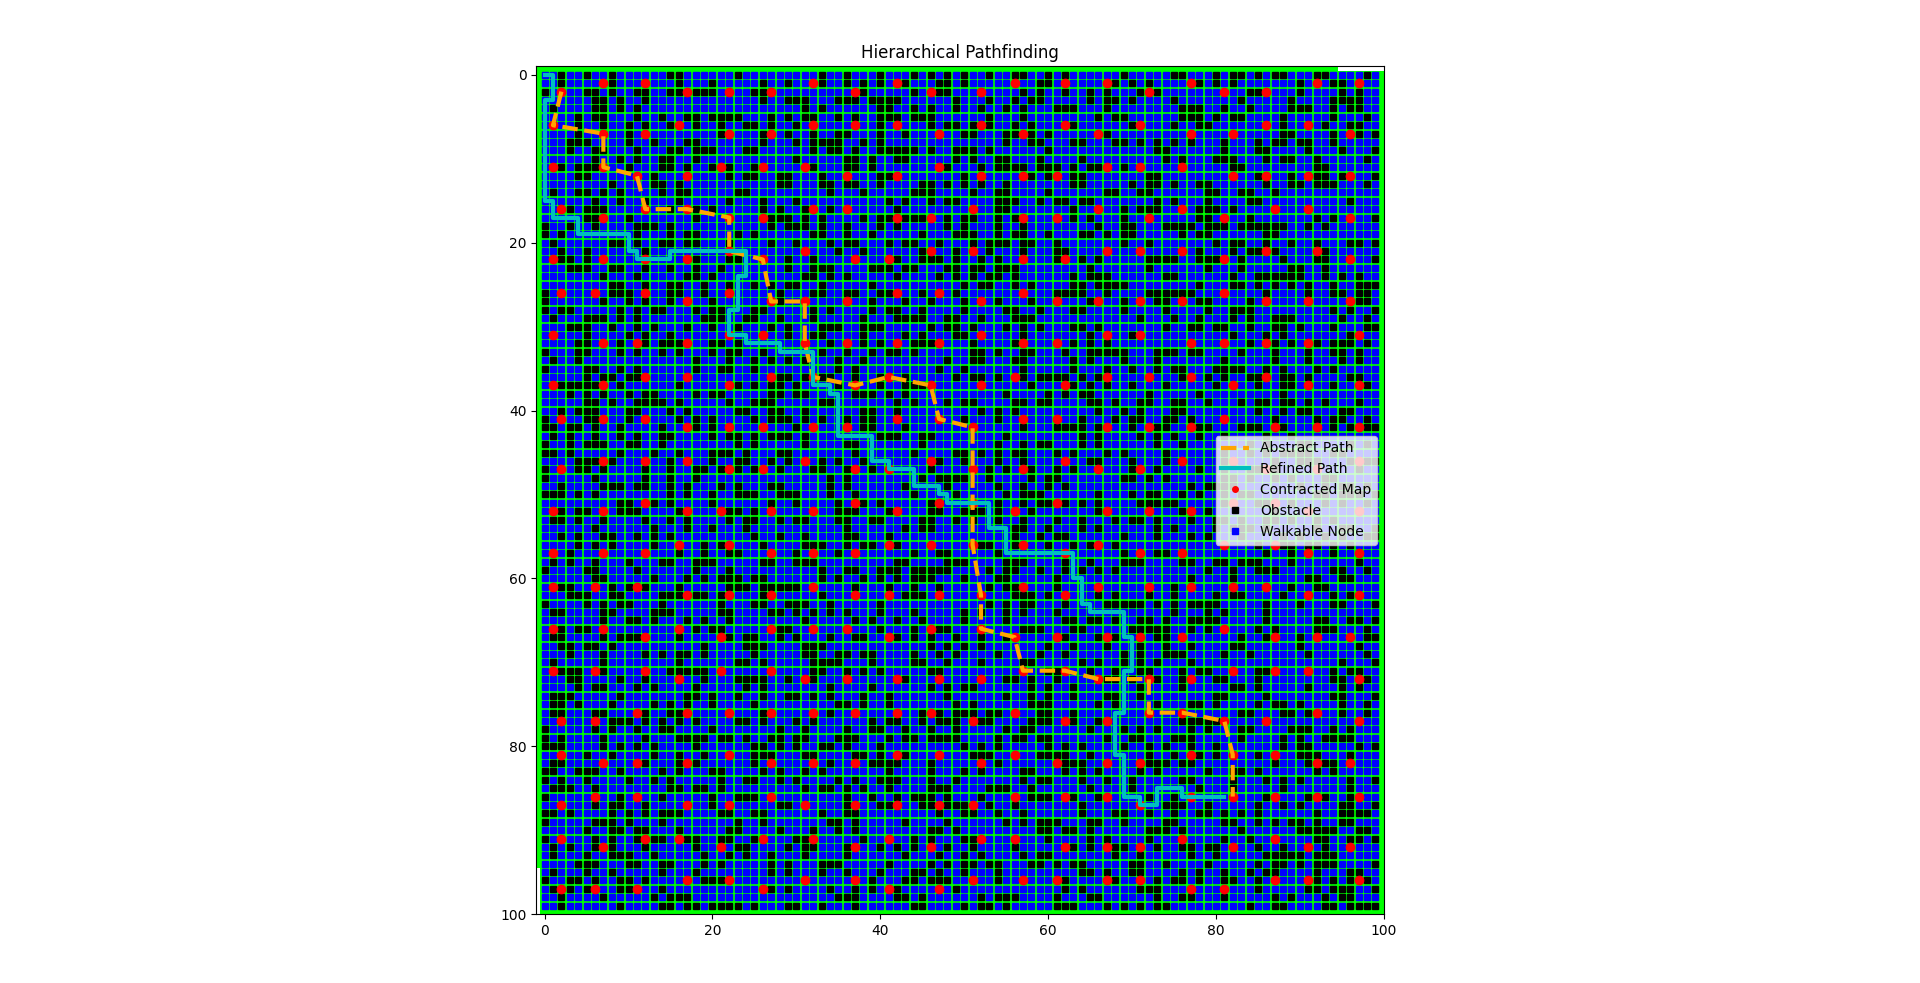 Hierarchical Pathfinding
0
20
40
60
80
100
Abstract Path
Refined Path
Contracted Map
Obstacle
Walkable Node
0
20
40
60
80
100